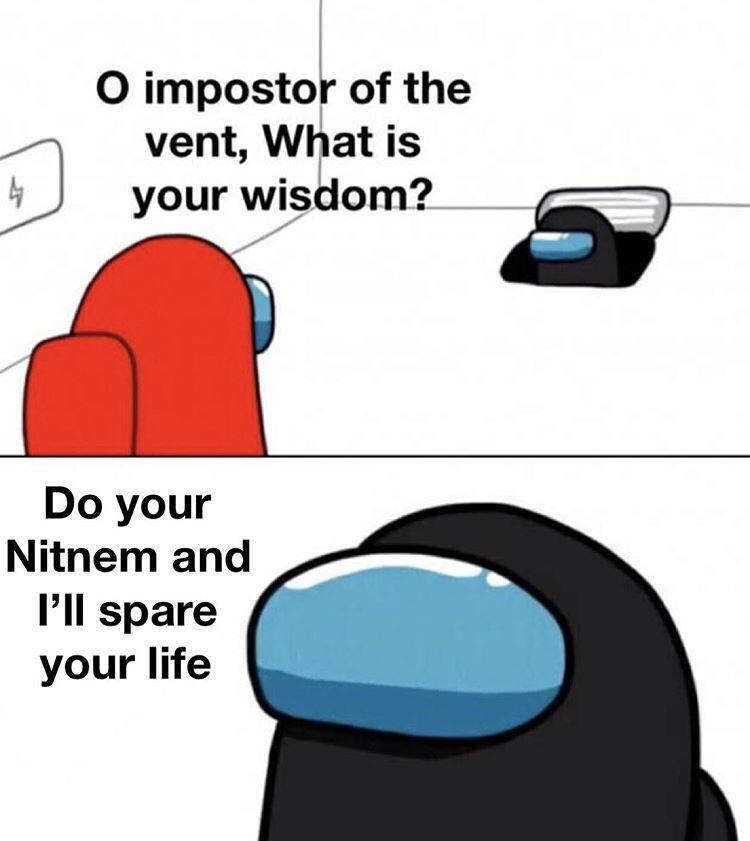 O impostor of the
vent, What is
your wisdom?
Do your
Nitnem and
I'll spare
your life